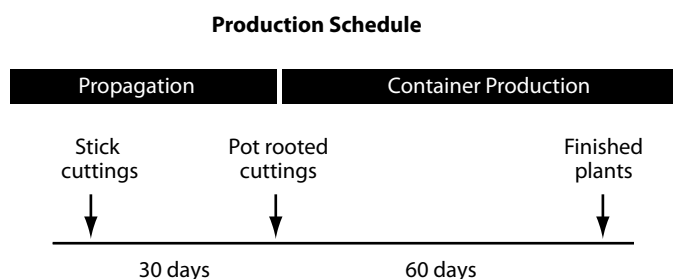 Production Schedule
Propagation Container Production
Stick Pot rooted Finished
cuttings cuttings plants
30 days 60 days